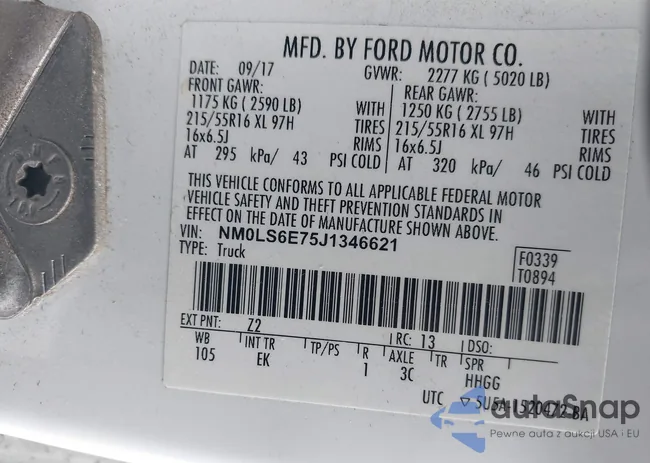 MFD. BY FORD MOTOR CO.
DATE: 09/17 GVWR: 2277 KG ( 5020 LB)
FRONT GAWR: REAR GAWR:
1175 KG ( 2590 LB) WITH 1250 KG ( 2755 LB) WITH
215/55R16 XL 97H TIRES 215/55R16 XL 97H TIRES
16x6.5J RIMS 16x6.5J RIMS
AT 295 kPa/ 43 PSI COLD AT 320 kPa/ 46 PSI COLD
THIS VEHICLE CONFORMS TO ALL APPLICABLE FEDERAL MOTOR
VEHICLE SAFETY AND THEFT PREVENTION STANDARDS IN
EFFECT ON THE DATE OF MANUFACTURE SHOWN ABOVE.
VIN: NM0LS6E75J1346621
TYPE: Truck
F0339
T0894
EXT PNT: Z2 RC: 13 DSO:
WB INT TR TP/PS R AXLE TR SPR
105 EK 1 3C HHGG
UTC ▽ 5U5A-1520472-BA
autoSnap
Pewne auta z aukcji USA i EU